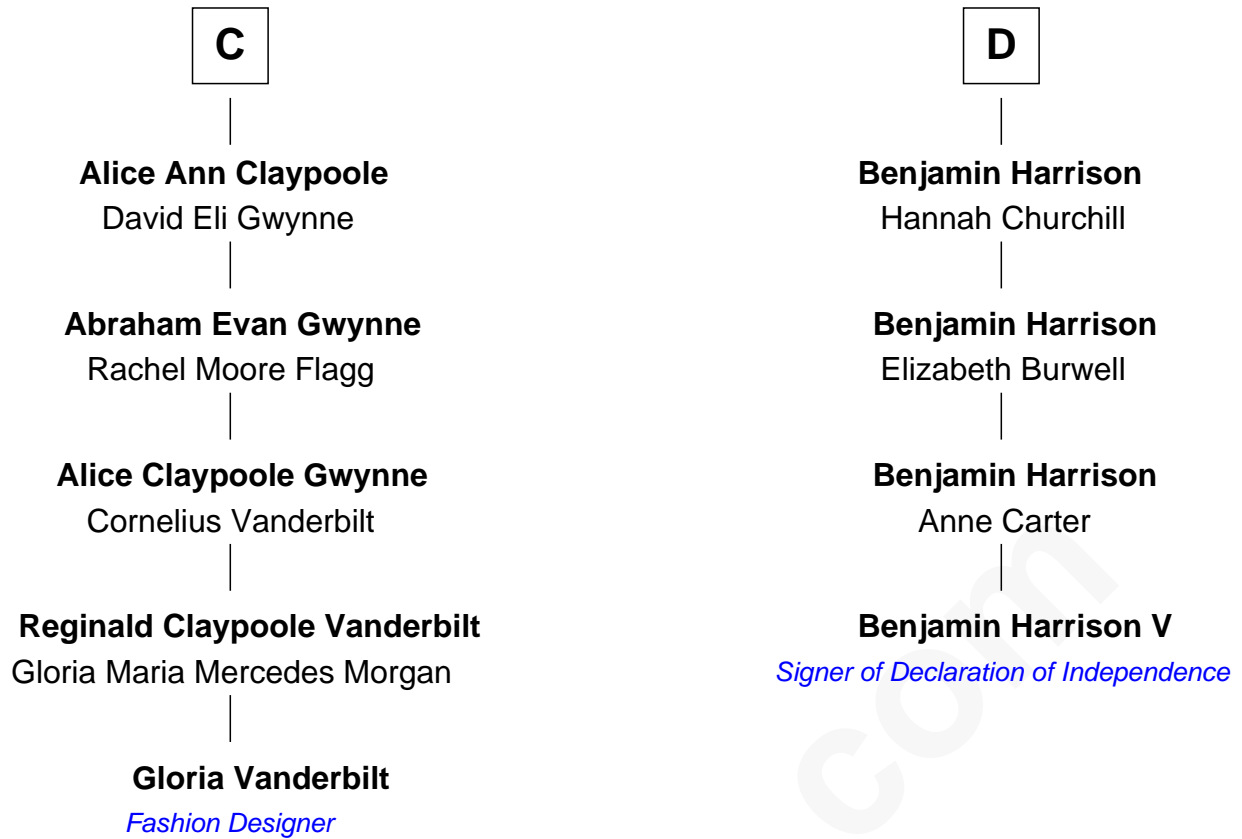 C
Alice Ann Claypoole
David Eli Gwynne
Abraham Evan Gwynne
Rachel Moore Flagg
Alice Claypoole Gwynne
Cornelius Vanderbilt
Reginald Claypoole Vanderbilt
Gloria Maria Mercedes Morgan
Gloria Vanderbilt
Fashion Designer
D
Benjamin Harrison
Hannah Churchill
Benjamin Harrison
Elizabeth Burwell
Benjamin Harrison
Anne Carter
Benjamin Harrison V
Signer of Declaration of Independence
com